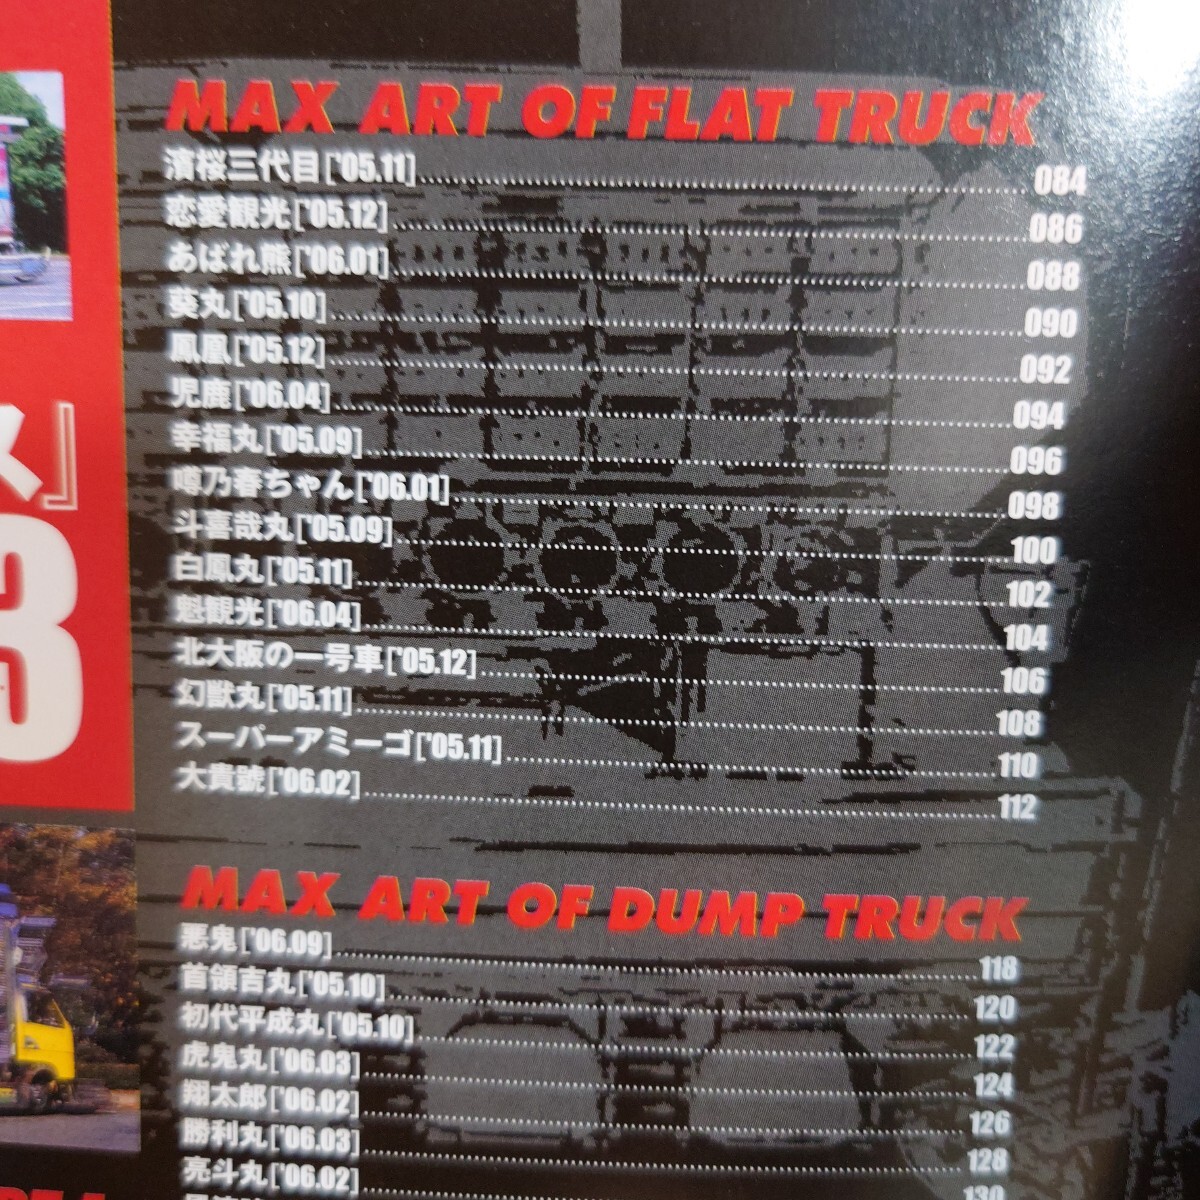 MAX ART OF FLAT TRUCK
濱桜三代目['05.11] 084
恋愛観光['05.12] 086
あばれ熊['06.01] 088
葵丸['05.10] 090
鳳凰['05.12] 092
児鹿['06.04] 094
幸福丸['05.09] 096
噂乃春ちゃん['06.01] 098
斗喜哉丸['05.09] 100
白鳳丸['05.11] 102
魁観光['06.04] 104
北大阪の一号車['05.12] 106
幻獣丸['05.11] 108
スーパーアミーゴ['05.11] 110
大貴號['06.02] 112
ス』
3
MAX ART OF DUMP TRUCK
悪鬼['06.09] 118
首領吉丸['05.10] 120
初代平成丸['05.10] 122
虎鬼丸['06.03] 124
翔太郎['06.02] 126
勝利丸['06.03] 128
亮斗丸['06.02] 130